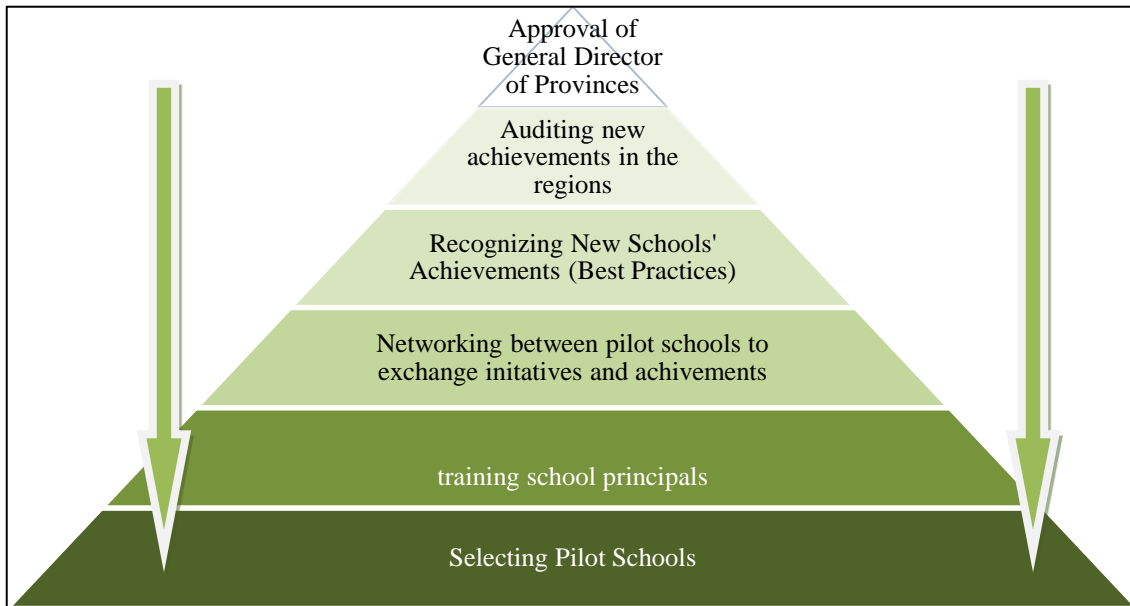 Approval of
General Director
of Provinces
Auditing new
achievements in the
regions
Recognizing New Schools'
Achievements (Best Practices)
Networking between pilot schools to
exchange initatives and achivements
training school principals
Selecting Pilot Schools